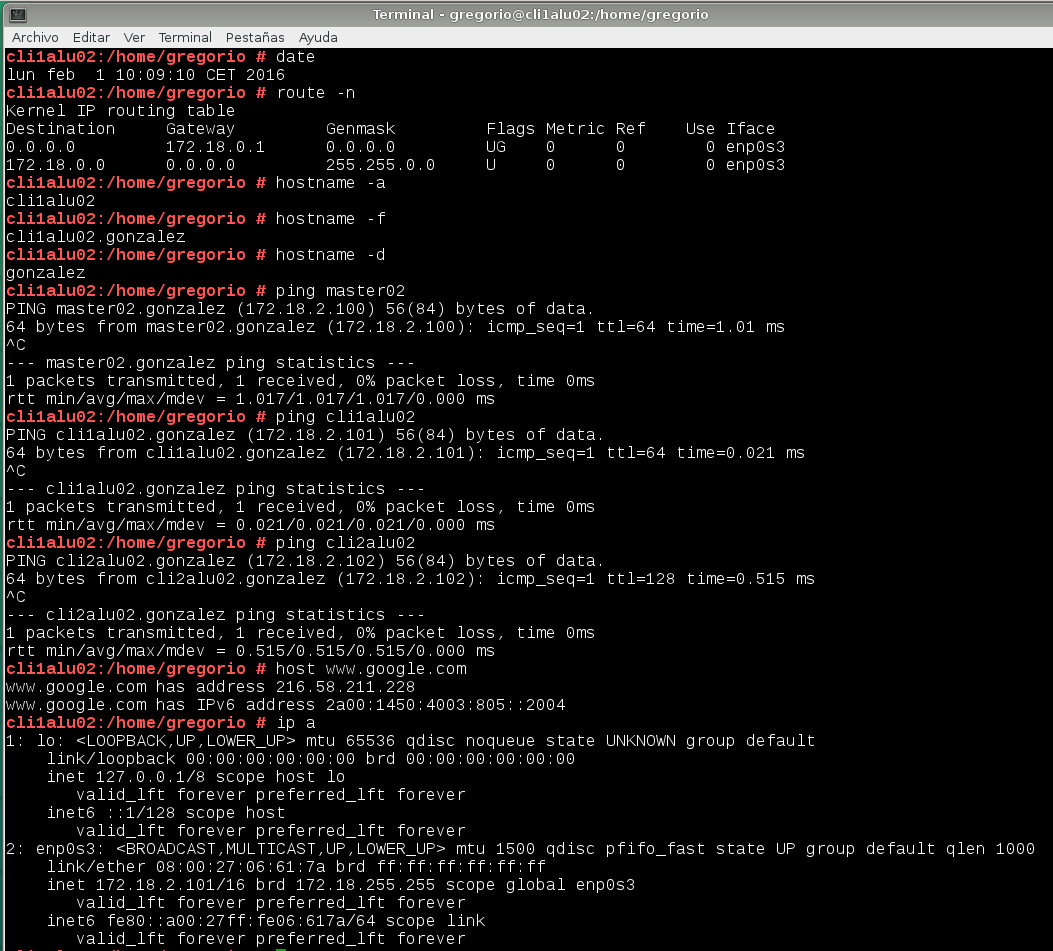 Terminal - gregorio@cli1alu02:/home/gregorio
Archivo Editar Ver Terminal Pestañas Ayuda
cli1alu02:/home/gregorio # date
lun feb  1 10:09:10 CET 2016
cli1alu02:/home/gregorio # route -n
Kernel IP routing table
Destination     Gateway         Genmask         Flags Metric Ref    Use Iface
0.0.0.0         172.18.0.1      0.0.0.0         UG    0      0        0 enp0s3
172.18.0.0      0.0.0.0         255.255.0.0     U     0      0        0 enp0s3
cli1alu02:/home/gregorio # hostname -a
cli1alu02
cli1alu02:/home/gregorio # hostname -f
cli1alu02.gonzalez
cli1alu02:/home/gregorio # hostname -d
gonzalez
cli1alu02:/home/gregorio # ping master02
PING master02.gonzalez (172.18.2.100) 56(84) bytes of data.
64 bytes from master02.gonzalez (172.18.2.100): icmp_seq=1 ttl=64 time=1.01 ms
^C
--- master02.gonzalez ping statistics ---
1 packets transmitted, 1 received, 0% packet loss, time 0ms
rtt min/avg/max/mdev = 1.017/1.017/1.017/0.000 ms
cli1alu02:/home/gregorio # ping cli1alu02
PING cli1alu02.gonzalez (172.18.2.101) 56(84) bytes of data.
64 bytes from cli1alu02.gonzalez (172.18.2.101): icmp_seq=1 ttl=64 time=0.021 ms
^C
--- cli1alu02.gonzalez ping statistics ---
1 packets transmitted, 1 received, 0% packet loss, time 0ms
rtt min/avg/max/mdev = 0.021/0.021/0.021/0.000 ms
cli1alu02:/home/gregorio # ping cli2alu02
PING cli2alu02.gonzalez (172.18.2.102) 56(84) bytes of data.
64 bytes from cli2alu02.gonzalez (172.18.2.102): icmp_seq=1 ttl=128 time=0.515 ms
^C
--- cli2alu02.gonzalez ping statistics ---
1 packets transmitted, 1 received, 0% packet loss, time 0ms
rtt min/avg/max/mdev = 0.515/0.515/0.515/0.000 ms
cli1alu02:/home/gregorio # host www.google.com
www.google.com has address 216.58.211.228
www.google.com has IPv6 address 2a00:1450:4003:805::2004
cli1alu02:/home/gregorio # ip a
1: lo: <LOOPBACK,UP,LOWER_UP> mtu 65536 qdisc noqueue state UNKNOWN group default
    link/loopback 00:00:00:00:00:00 brd 00:00:00:00:00:00
    inet 127.0.0.1/8 scope host lo
       valid_lft forever preferred_lft forever
    inet6 ::1/128 scope host
       valid_lft forever preferred_lft forever
2: enp0s3: <BROADCAST,MULTICAST,UP,LOWER_UP> mtu 1500 qdisc pfifo_fast state UP group default qlen 1000
    link/ether 08:00:27:06:61:7a brd ff:ff:ff:ff:ff:ff
    inet 172.18.2.101/16 brd 172.18.255.255 scope global enp0s3
       valid_lft forever preferred_lft forever
    inet6 fe80::a00:27ff:fe06:617a/64 scope link
       valid_lft forever preferred_lft forever